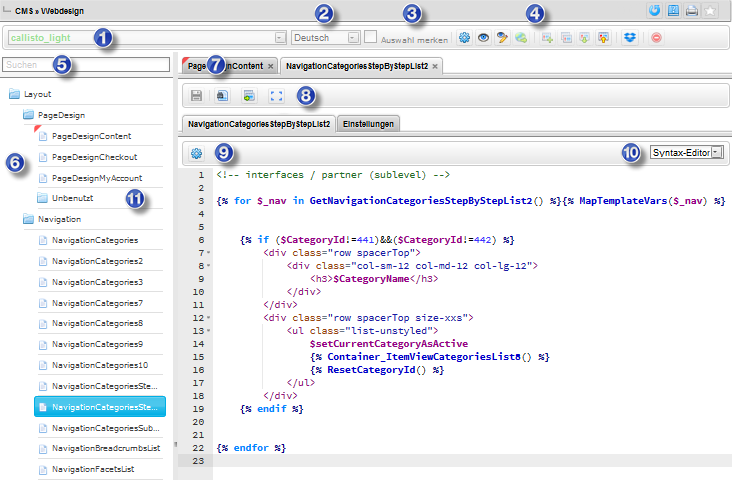 CMS » Webdesign
callisto_light
1
2
Deutsch
3
Auswahl merken
4
Suchen
5
6
Layout
PageDesign
PageDesignContent
PageDesignCheckout
PageDesignMyAccount
Unbenutzt
11
Navigation
NavigationCategories
NavigationCategories2
NavigationCategories3
NavigationCategories7
NavigationCategories8
NavigationCategories9
NavigationCategories10
NavigationCategoriesSte...
NavigationCategoriesSte...
NavigationCategoriesSub...
NavigationBreadcrumbsList
NavigationFacetsList
7
NavigationCategoriesStepByStepList2
8
NavigationCategoriesStepByStepList2
Einstellungen
9
10
Syntax-Editor
1 <!-- interfaces / partner (sublevel) -->
2
3 {% for $_nav in GetNavigationCategoriesStepByStepList2() %}{% MapTemplateVars($_nav) %}
4
5
6 {% if ($CategoryId!=441)&&($CategoryId!=442) %}
7 <div class="row spacerTop">
8 <div class="col-sm-12 col-md-12 col-lg-12">
9 <h3>$CategoryName</h3>
10 </div>
11 </div>
12 <div class="row spacerTop size-xxs">
13 <ul class="list-unstyled">
14 $setCurrentCategoryAsActive
15 {% Container_ItemViewCategoriesList8() %}
16 {% ResetCategoryId() %}
17 </ul>
18 </div>
19 {% endif %}
20
21
22 {% endfor %}
23